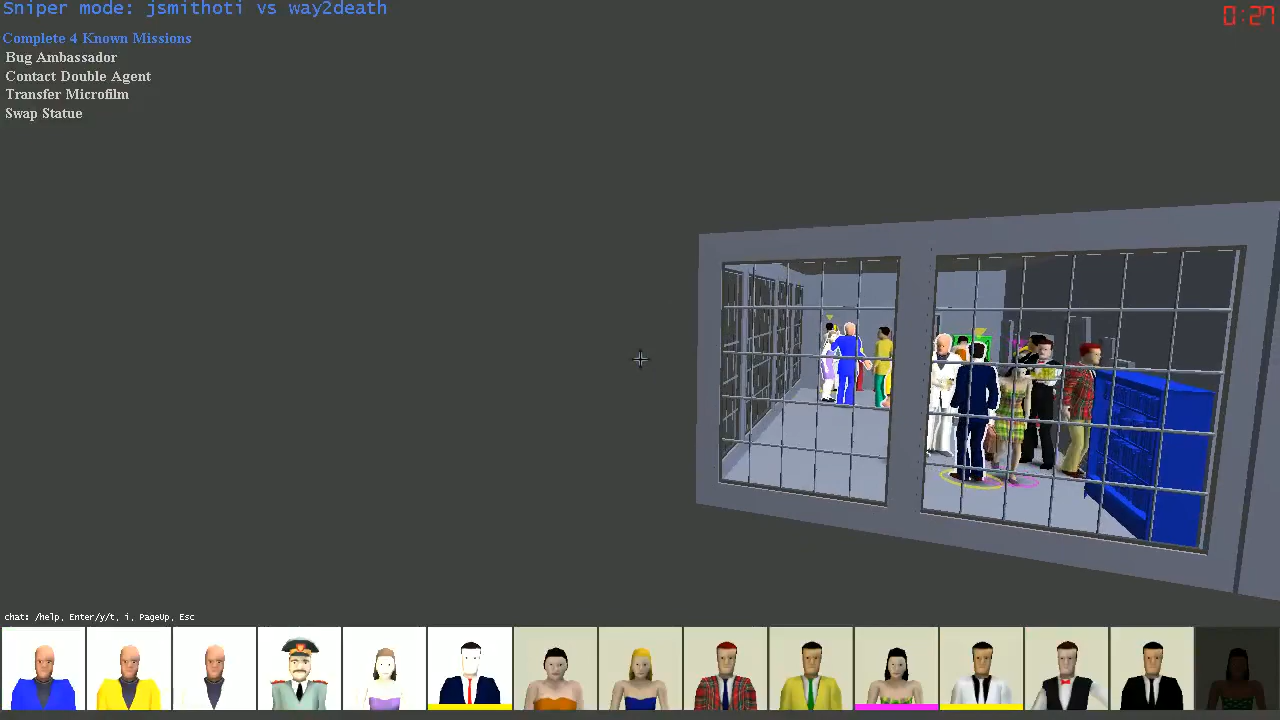 Sniper mode: jsmithoti vs way2death
0:27
Complete 4 Known Missions
Bug Ambassador
Contact Double Agent
Transfer Microfilm
Swap Statue
chat: /help, Enter/y/t, i, PageUp, Esc